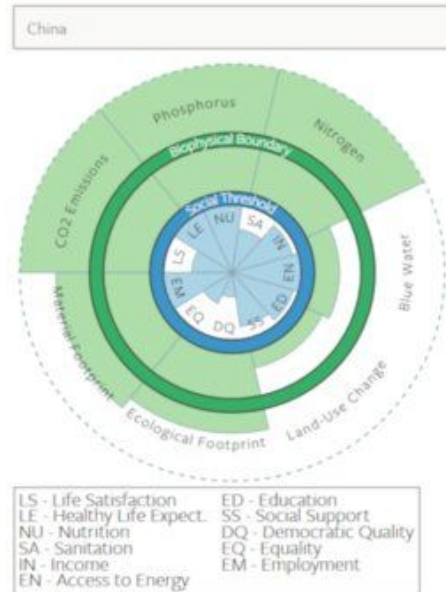 China
Phosphorus
Nitrogen
CO2 Emissions
Biophysical Boundary
Social Threshold
LS
LE
NU
SA
IN
EN
ED
SS
DQ
EQ
EM
Blue Water
Material Footprint
Ecological Footprint
Land-Use Change
LS - Life Satisfaction
LE - Healthy Life Expect.
NU - Nutrition
SA - Sanitation
IN - Income
EN - Access to Energy
ED - Education
SS - Social Support
DQ - Democratic Quality
EQ - Equality
EM - Employment